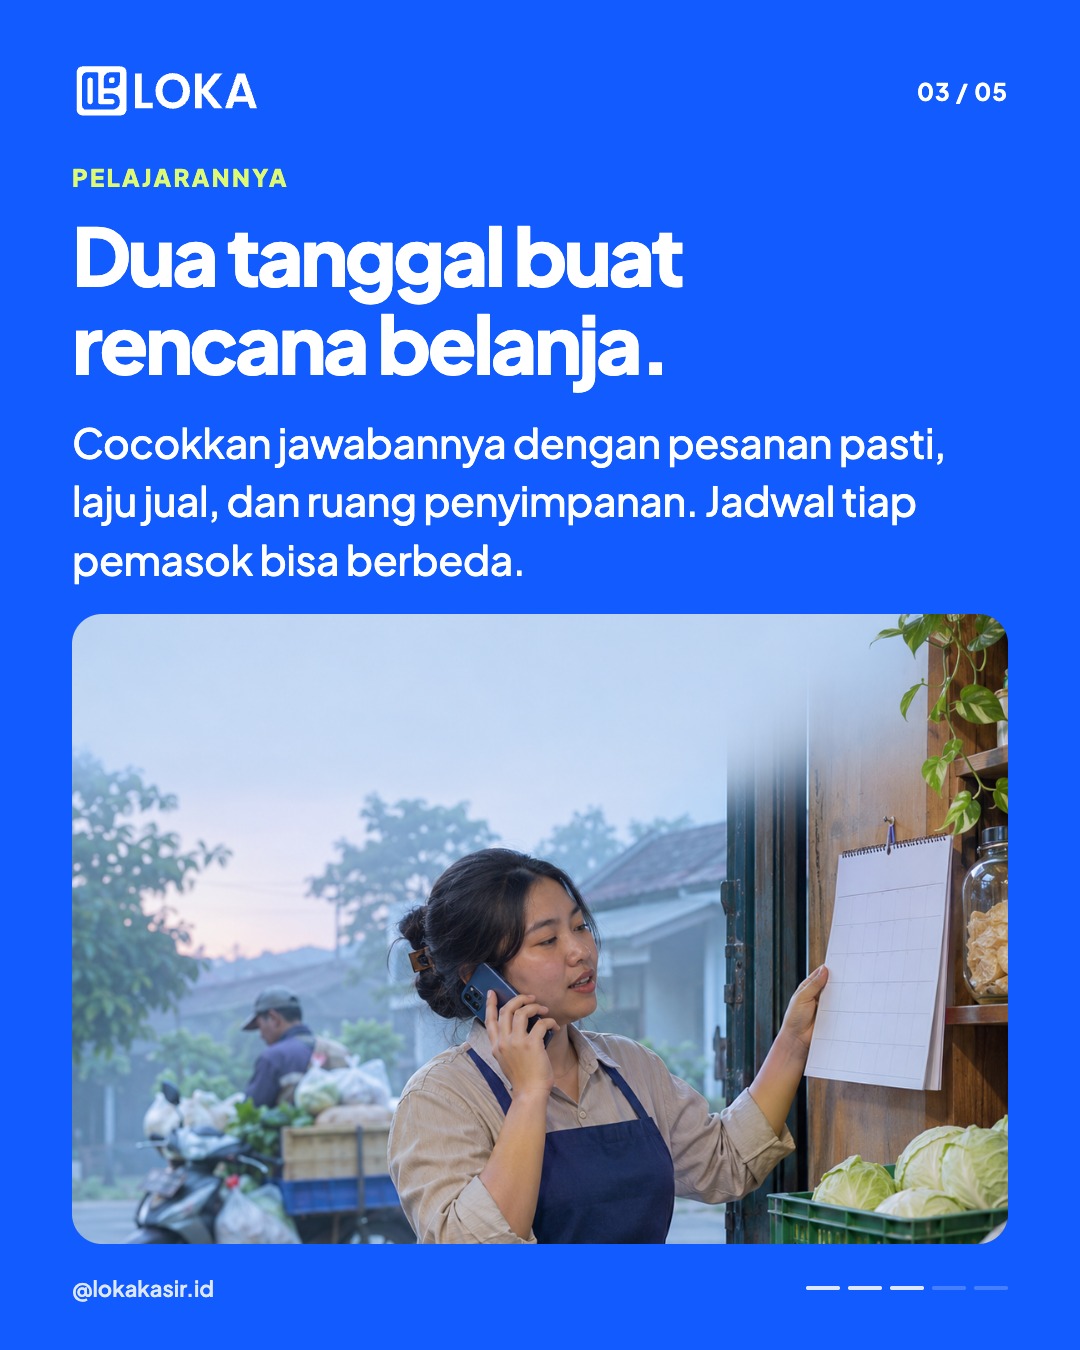 LOKA
03 / 05
PELAJARANNYA
Dua tanggal buat
rencana belanja.
Cocokkan jawabannya dengan pesanan pasti,
laju jual, dan ruang penyimpanan. Jadwal tiap
pemasok bisa berbeda.
@lokakasir.id